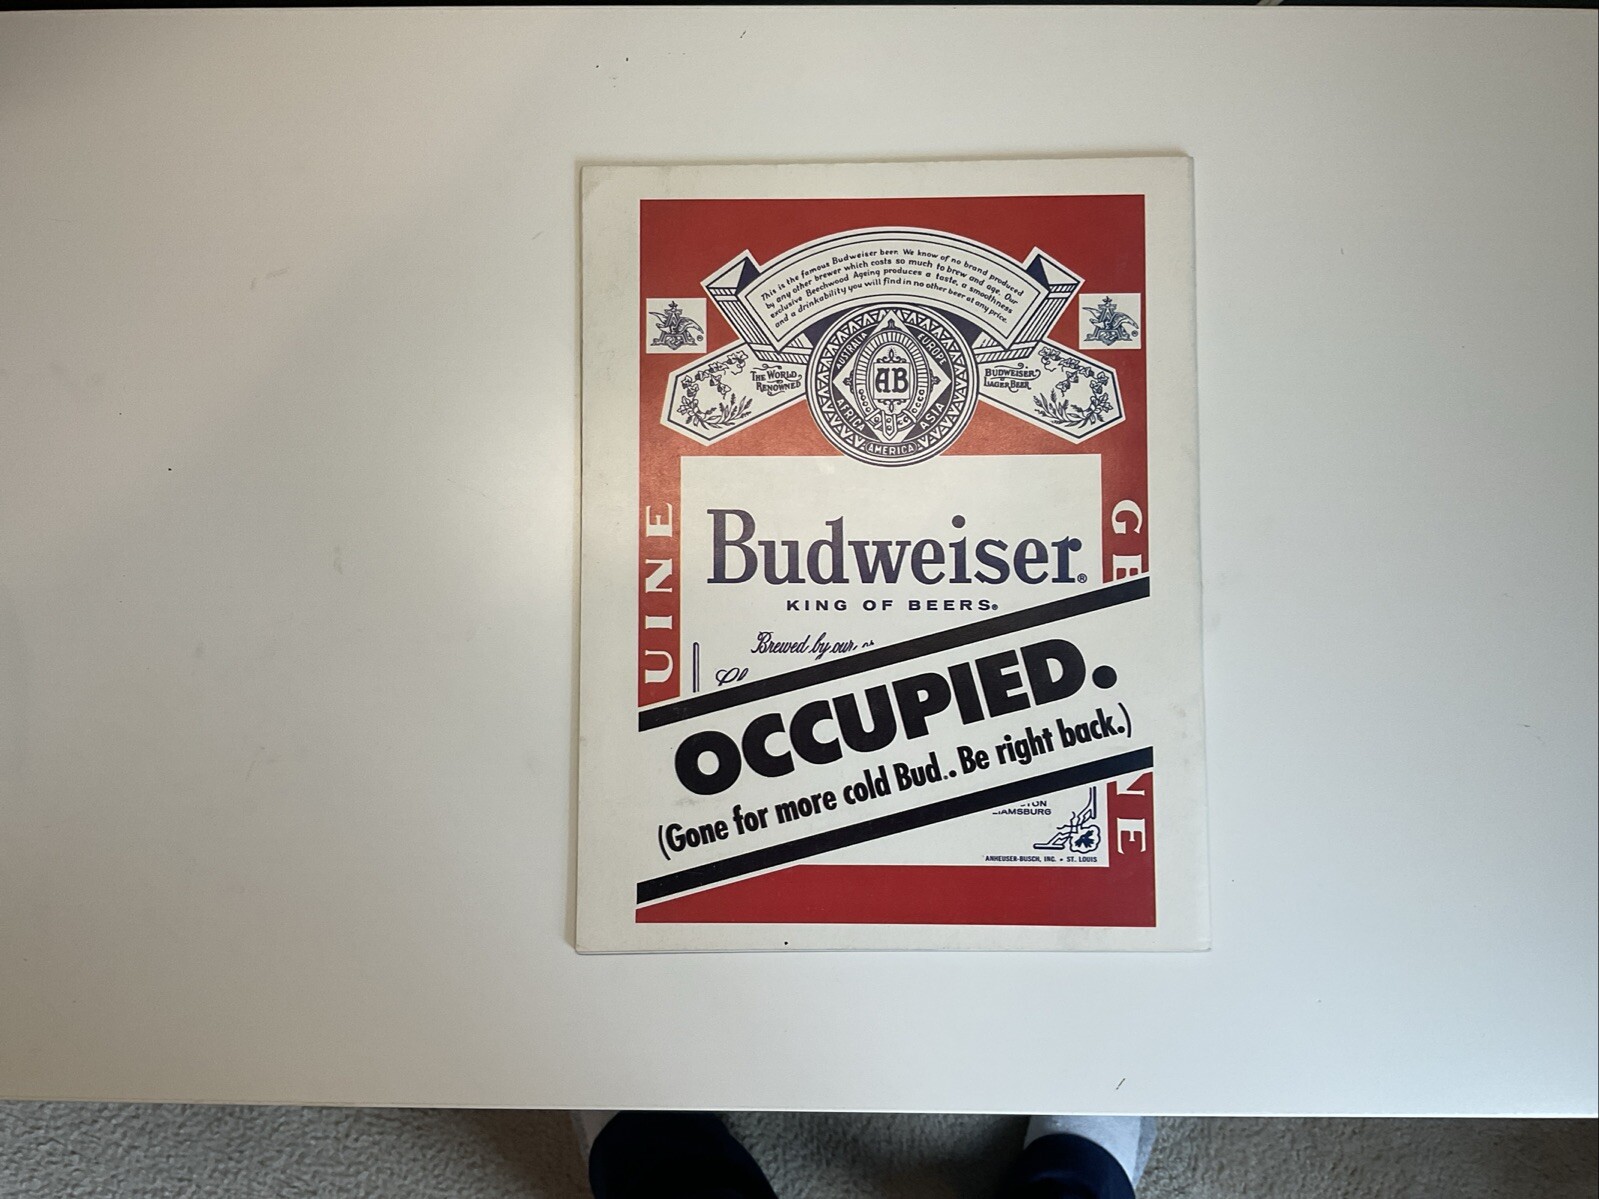 This is the famous Budweiser beer. We know of no brand produced
by any other brewer which costs so much to brew and age. Our
exclusive Beechwood Ageing produces a taste, a smoothness
and a drinkability you will find in no other beer at any price.
THE WORLD
RENOWNED
BUDWEISER
LAGER BEER
AUSTRALIA
EUROPE
AB
AFRICA
ASIA
AMERICA
Budweiser®
KING OF BEERS®
Brewed by our
UINE
GE
OCCUPIED.
(Gone for more cold Bud.. Be right back.)
NE
IAMSBURG
ANHEUSER-BUSCH, INC. • ST. LOUIS